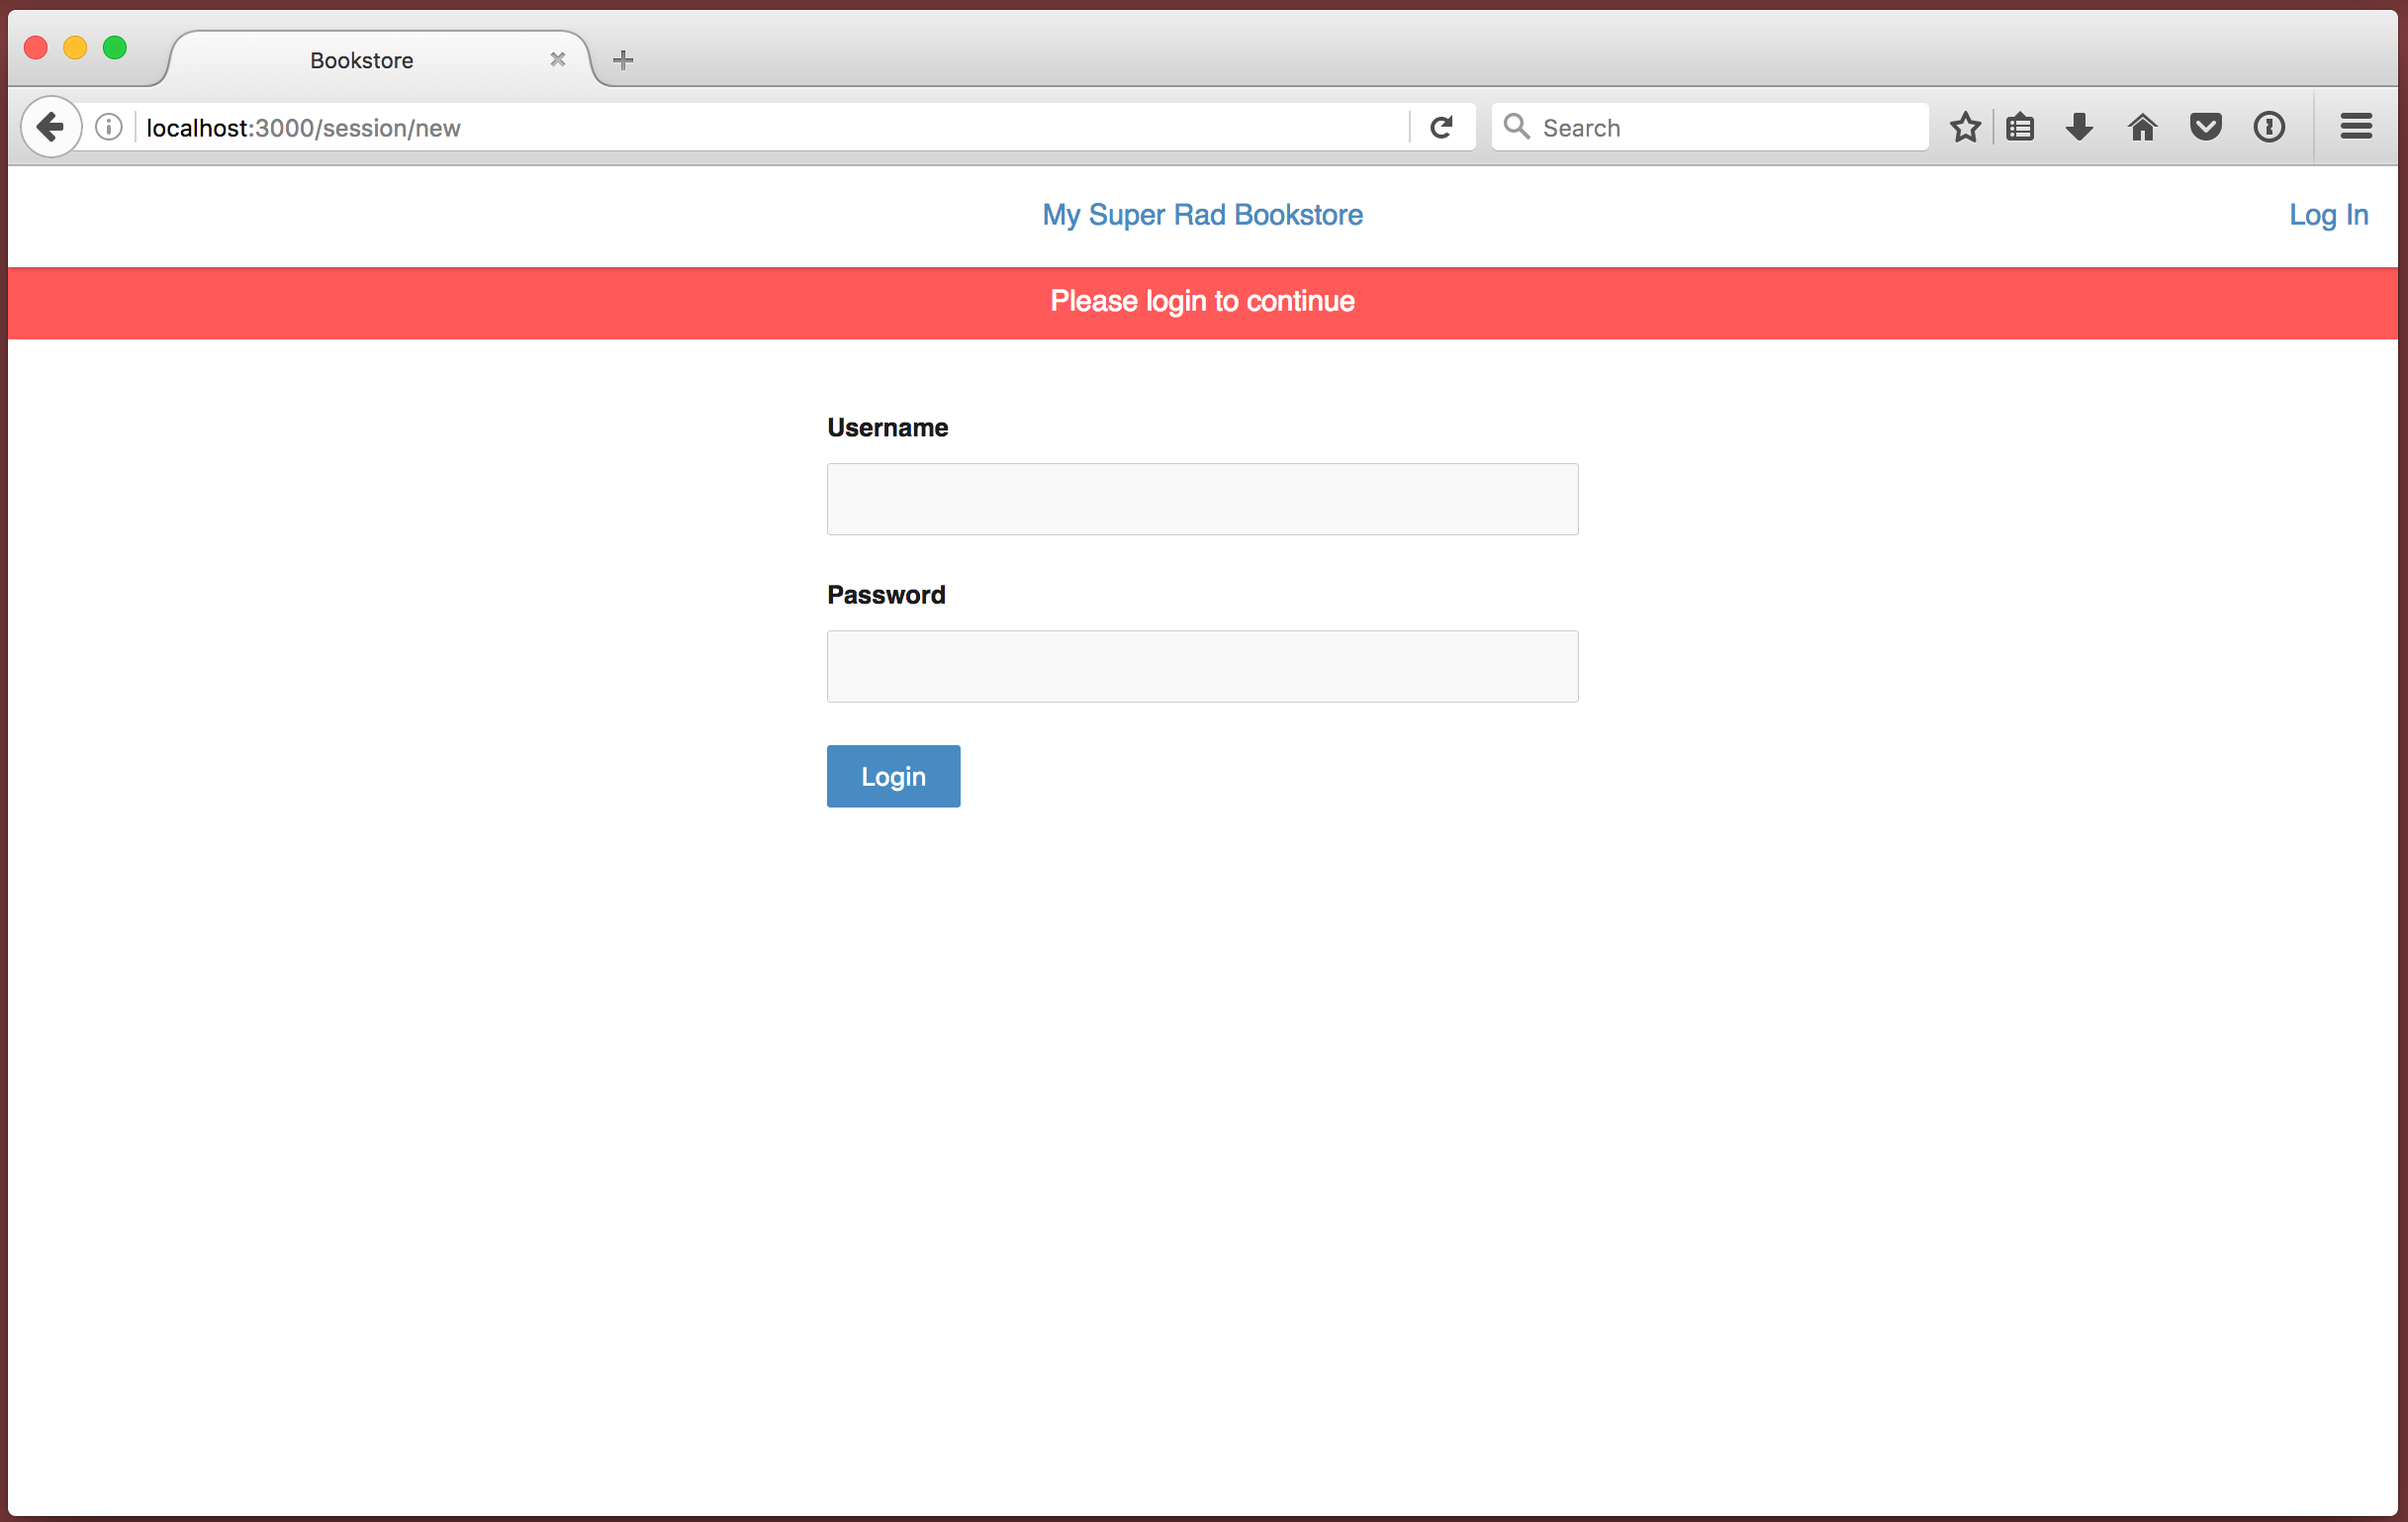 Bookstore
localhost:3000/session/new
Search
My Super Rad Bookstore
Log In
Please login to continue
Username
Password
Login